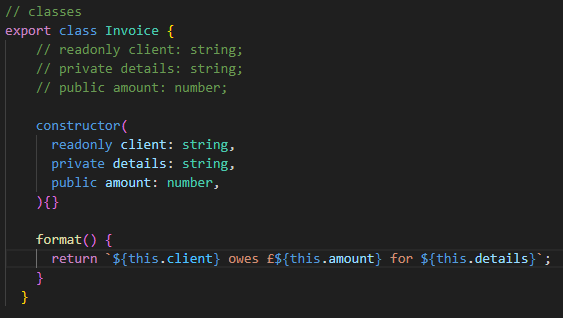 // classes
export class Invoice {
// readonly client: string;
// private details: string;
// public amount: number;
constructor(
readonly client: string,
private details: string,
public amount: number,
){}
format() {
return `${this.client} owes £${this.amount} for ${this.details}`;
}
}